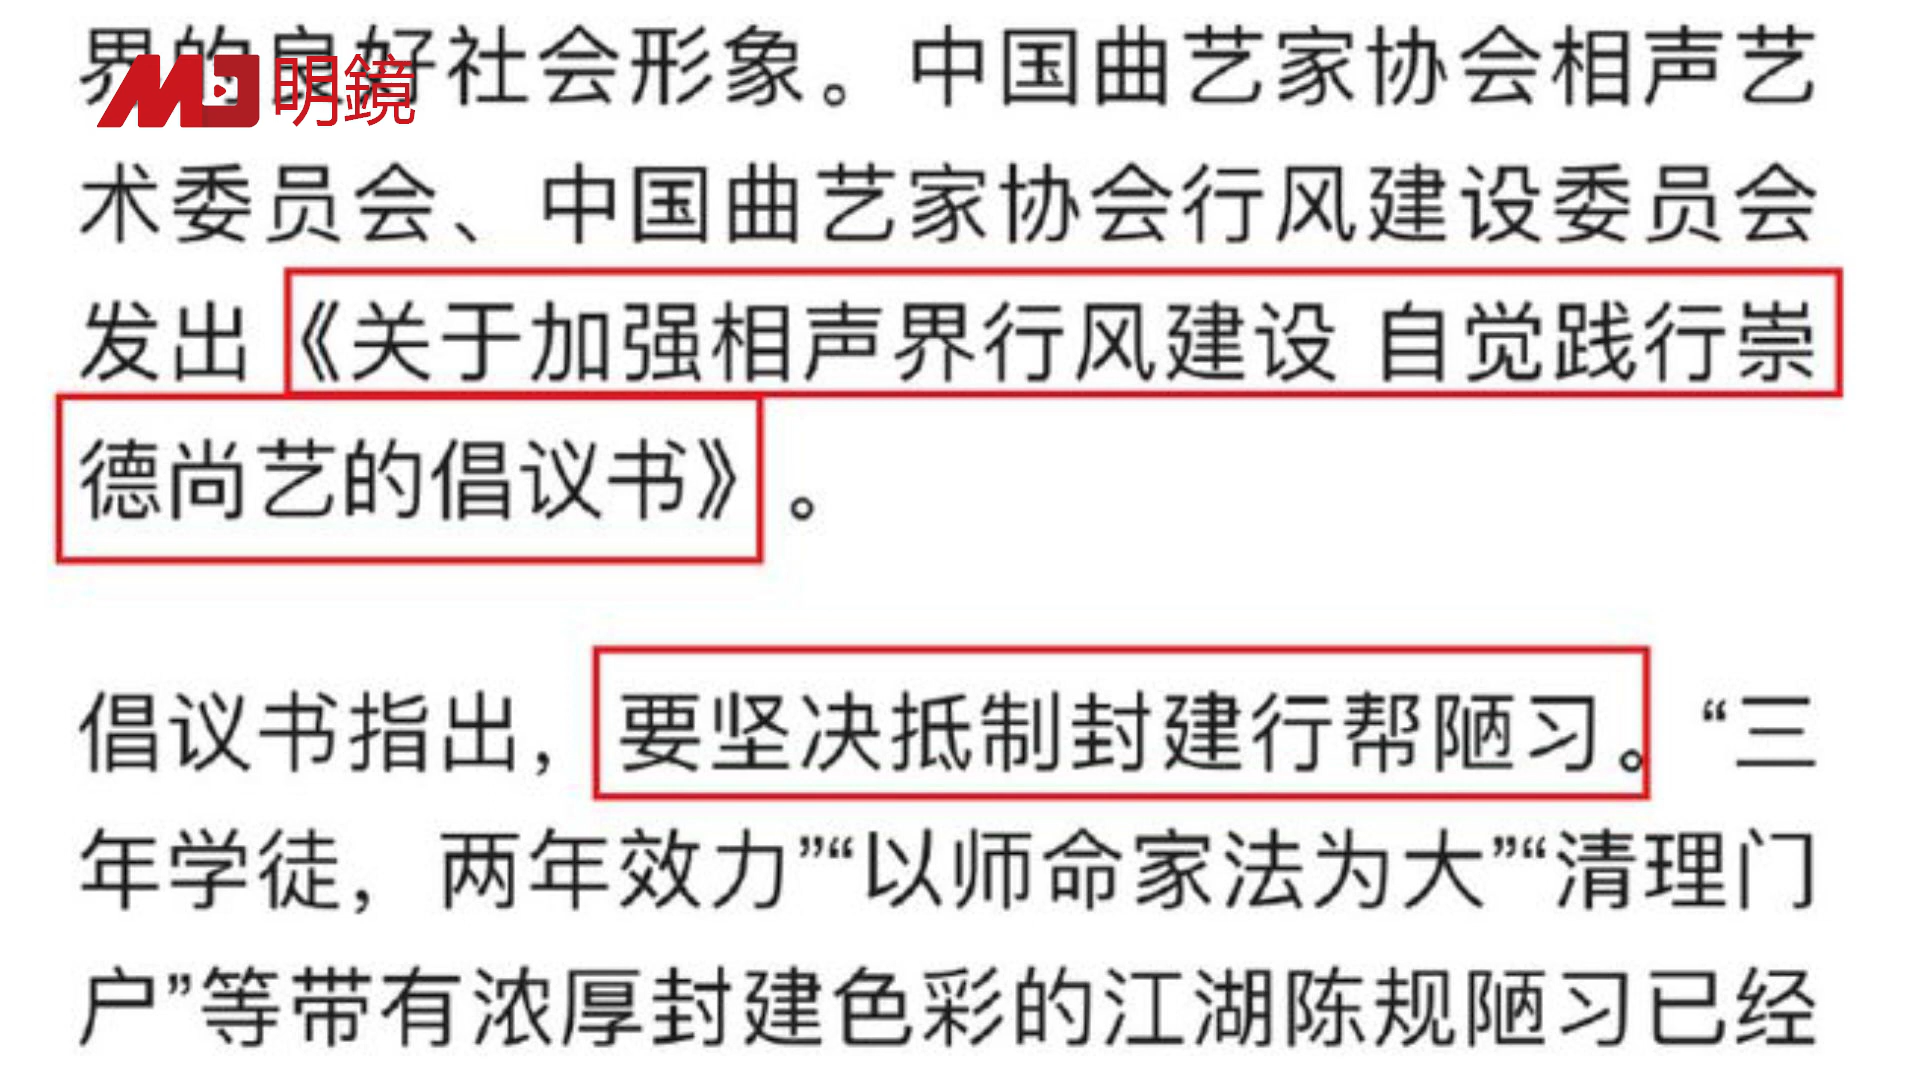 界的良好社会形象。中国曲艺家协会相声艺
明鏡
术委员会、中国曲艺家协会行风建设委员会
发出《关于加强相声界行风建设 自觉践行崇
德尚艺的倡议书》。
倡议书指出，要坚决抵制封建行帮陋习。“三
年学徒，两年效力”“以师命家法为大”“清理门
户”等带有浓厚封建色彩的江湖陈规陋习已经